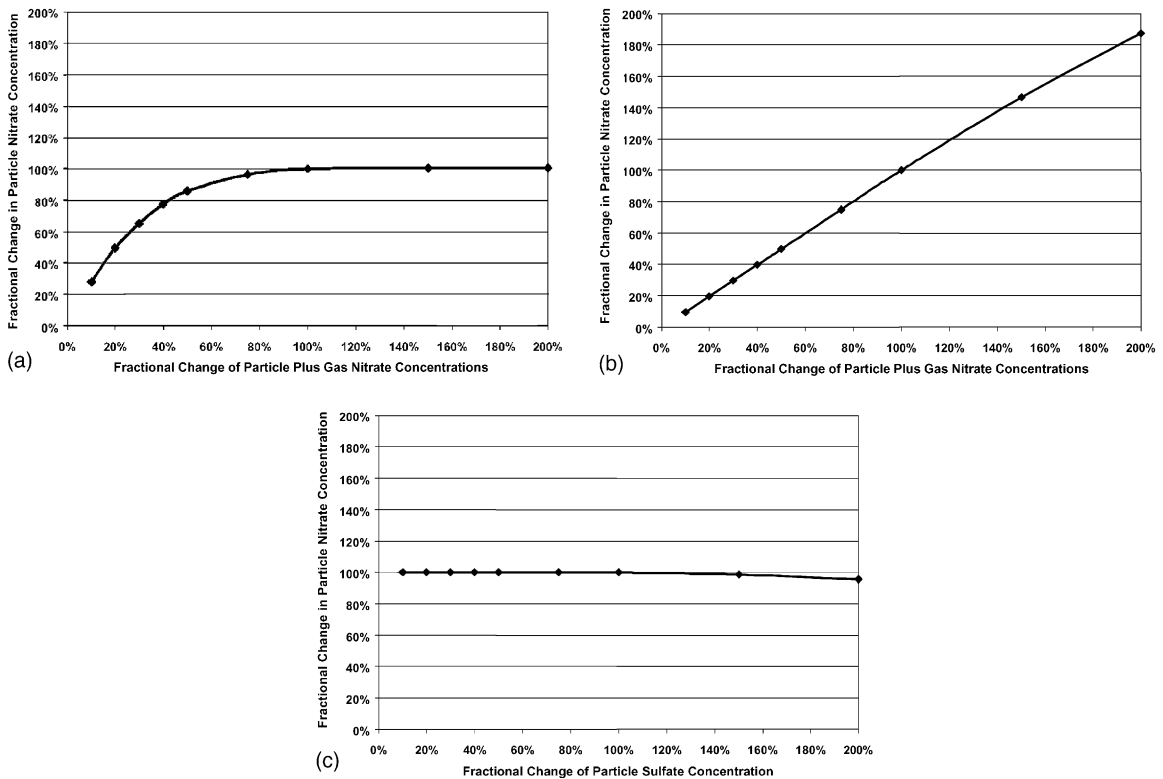 Fractional Change in Particle Nitrate Concentration
200%
180%
160%
140%
120%
100%
80%
60%
40%
20%
0%
0% 20% 40% 60% 80% 100% 120% 140% 160% 180% 200%
(a)
Fractional Change of Particle Plus Gas Nitrate Concentrations
Fractional Change in Particle Nitrate Concentration
200%
180%
160%
140%
120%
100%
80%
60%
40%
20%
0%
0% 20% 40% 60% 80% 100% 120% 140% 160% 180% 200%
(b)
Fractional Change of Particle Plus Gas Nitrate Concentrations
Fractional Change in Particle Nitrate Concentration
200%
180%
160%
140%
120%
100%
80%
60%
40%
20%
0%
0% 20% 40% 60% 80% 100% 120% 140% 160% 180% 200%
(c)
Fractional Change of Particle Sulfate Concentration